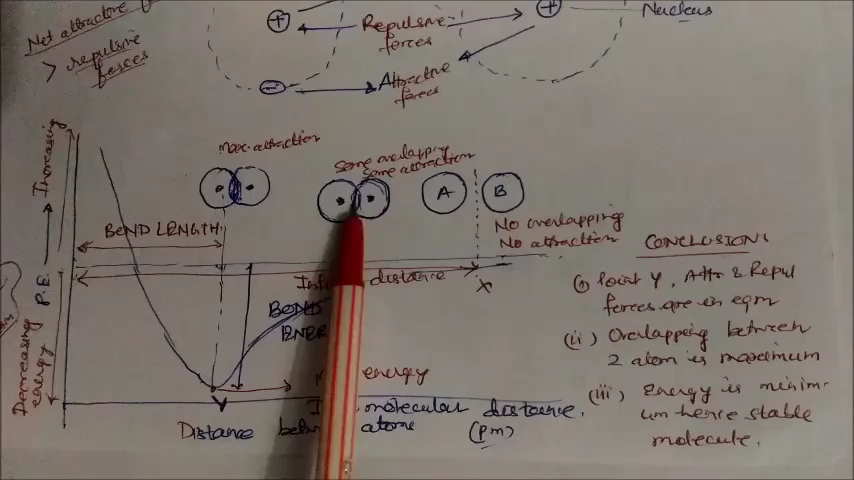 Net attractive
> repulsive
forces
+
Repulsive
forces
+
Nucleus
-
Attractive
forces
P.E. → Increasing
Decreasing
energy
max. attraction
Some overlapping
Some attraction
A
B
No overlapping
No attraction
BOND LENGTH
distance
X
BOND
energy
Y
molecular distance.
Distance atoms
(pm)
CONCLUSION:
(i) Point Y, Attr & Repul
forces are in eqm
(ii) Overlapping between
2 atom is maximum
(iii) Energy is minim-
um hence stable
molecule.